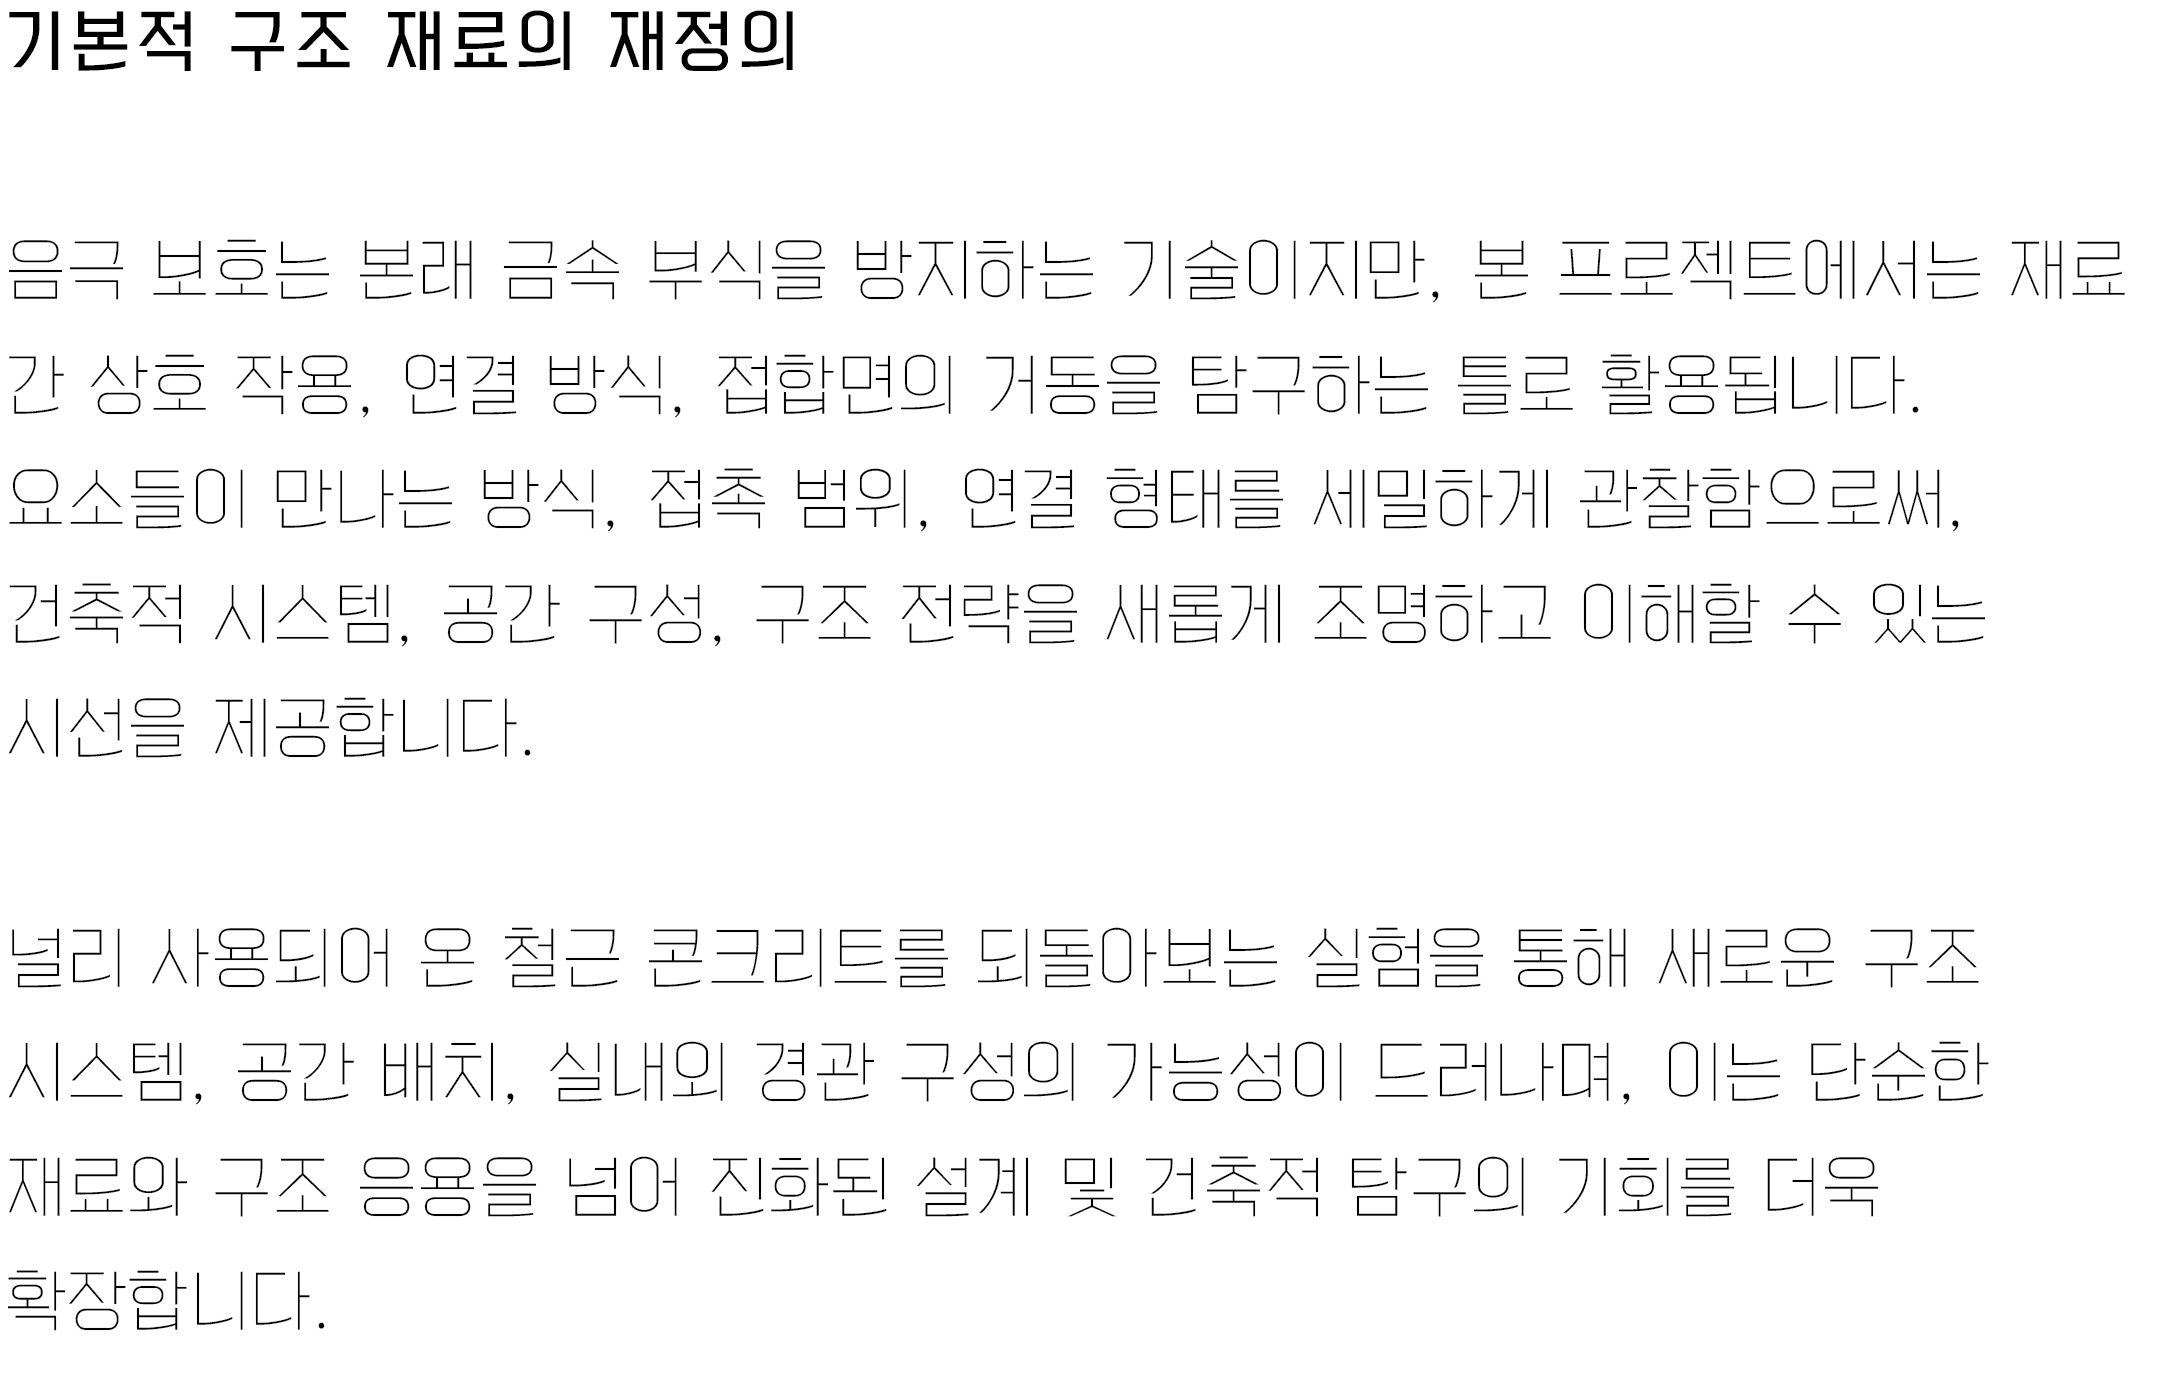 기본적 구조 재료의 재정의
음극 보호는 본래 금속 부식을 방지하는 기술이지만, 본 프로젝트에서는 재료
간 상호 작용, 연결 방식, 접합면의 거동을 탐구하는 틀로 활용됩니다.
요소들이 만나는 방식, 접촉 범위, 연결 형태를 세밀하게 관찰함으로써,
건축적 시스템, 공간 구성, 구조 전략을 새롭게 조명하고 이해할 수 있는
시선을 제공합니다.
널리 사용되어 온 철근 콘크리트를 되돌아보는 실험을 통해 새로운 구조
시스템, 공간 배치, 실내외 경관 구성의 가능성이 드러나며, 이는 단순한
재료와 구조 응용을 넘어 진화된 설계 및 건축적 탐구의 기회를 더욱
확장합니다.